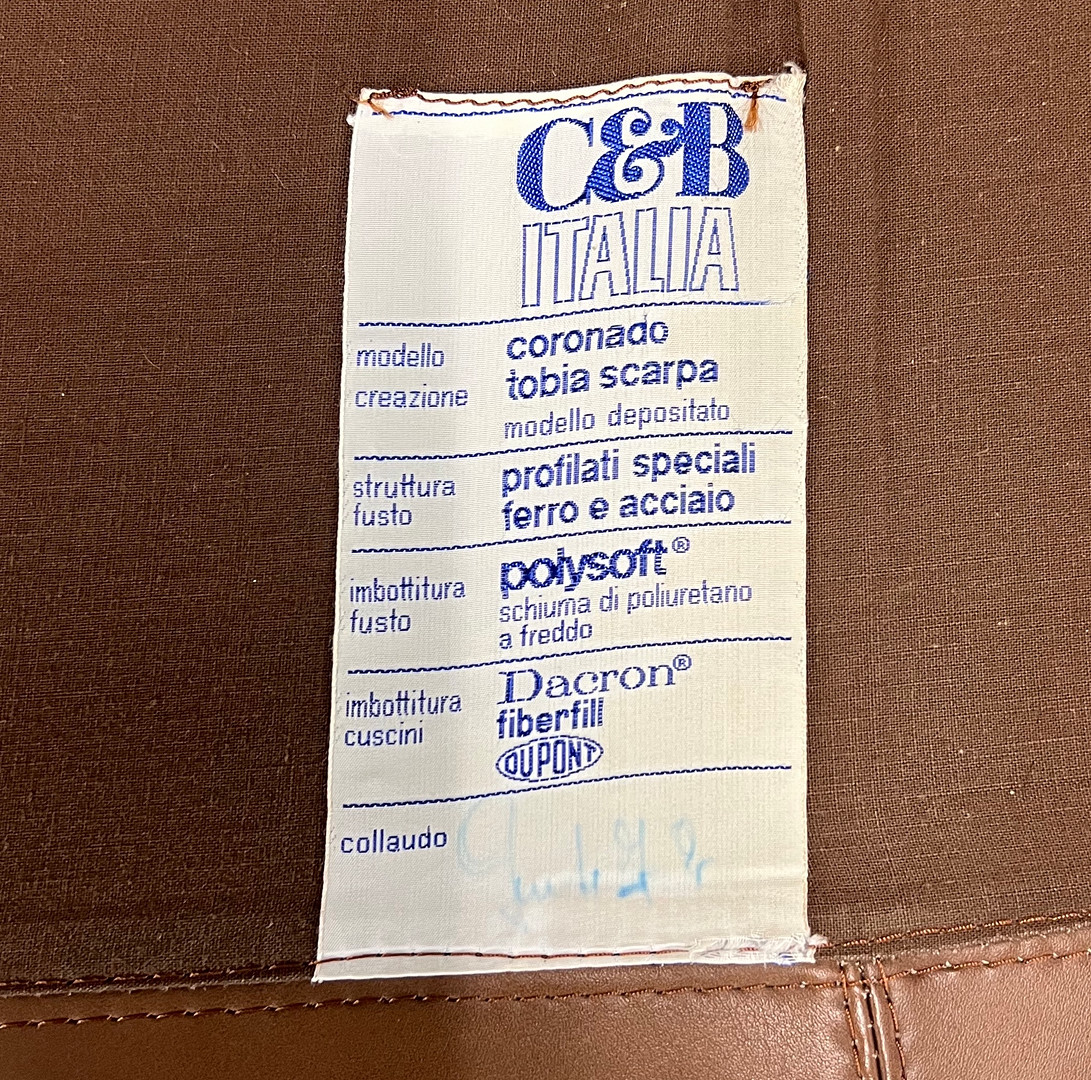 C&B
ITALIA
modello coronado
creazione tobia scarpa
modello depositato
struttura profilati speciali
fusto ferro e acciaio
imbottitura polysoft®
fusto schiuma di poliuretano
a freddo
imbottitura Dacron®
cuscini fiberfill
DUPONT
collaudo